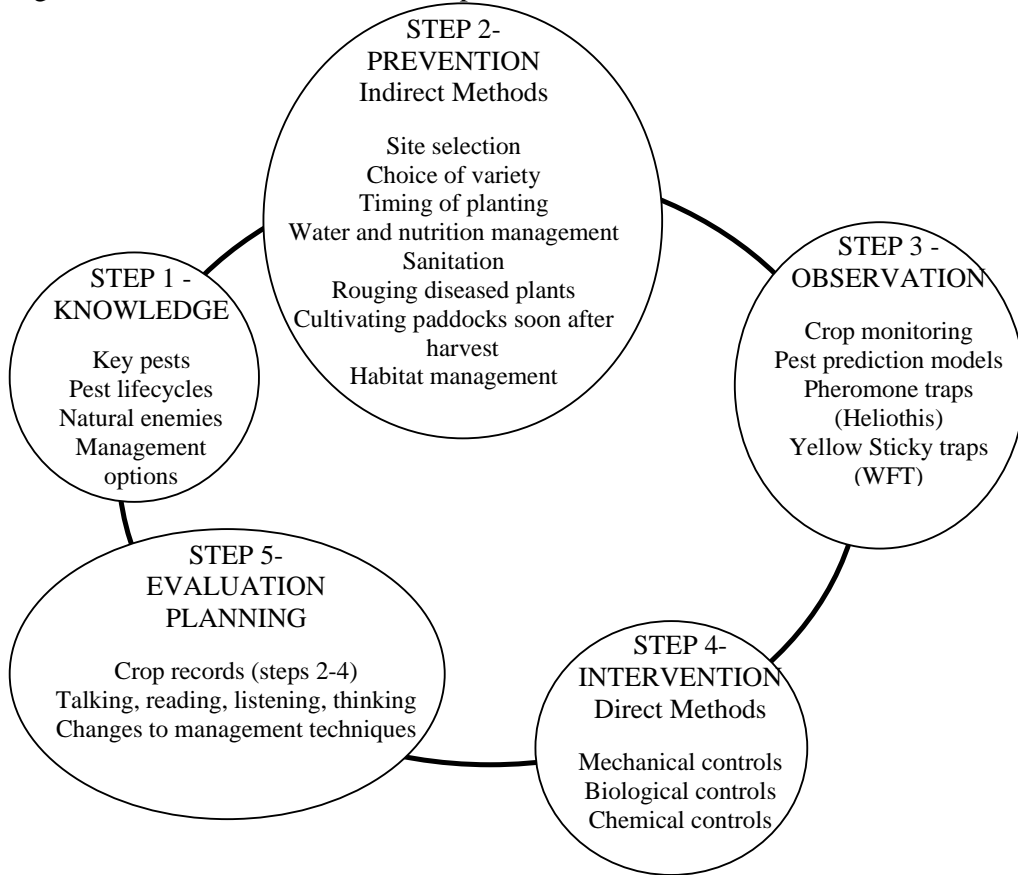 STEP 2-
PREVENTION
Indirect Methods
Site selection
Choice of variety
Timing of planting
Water and nutrition management
Sanitation
Rouging diseased plants
Cultivating paddocks soon after
harvest
Habitat management
STEP 1 -
KNOWLEDGE
Key pests
Pest lifecycles
Natural enemies
Management
options
STEP 3 -
OBSERVATION
Crop monitoring
Pest prediction models
Pheromone traps
(Heliothis)
Yellow Sticky traps
(WFT)
STEP 5-
EVALUATION
PLANNING
Crop records (steps 2-4)
Talking, reading, listening, thinking
Changes to management techniques
STEP 4-
INTERVENTION
Direct Methods
Mechanical controls
Biological controls
Chemical controls